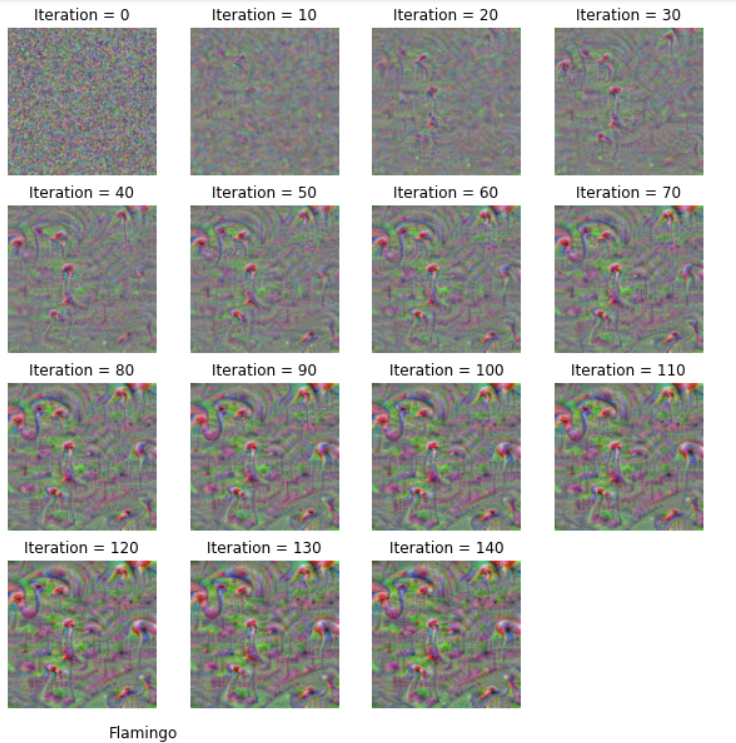 Iteration = 0 Iteration = 10 Iteration = 20 Iteration = 30
Iteration = 40 Iteration = 50 Iteration = 60 Iteration = 70
Iteration = 80 Iteration = 90 Iteration = 100 Iteration = 110
Iteration = 120 Iteration = 130 Iteration = 140
Flamingo